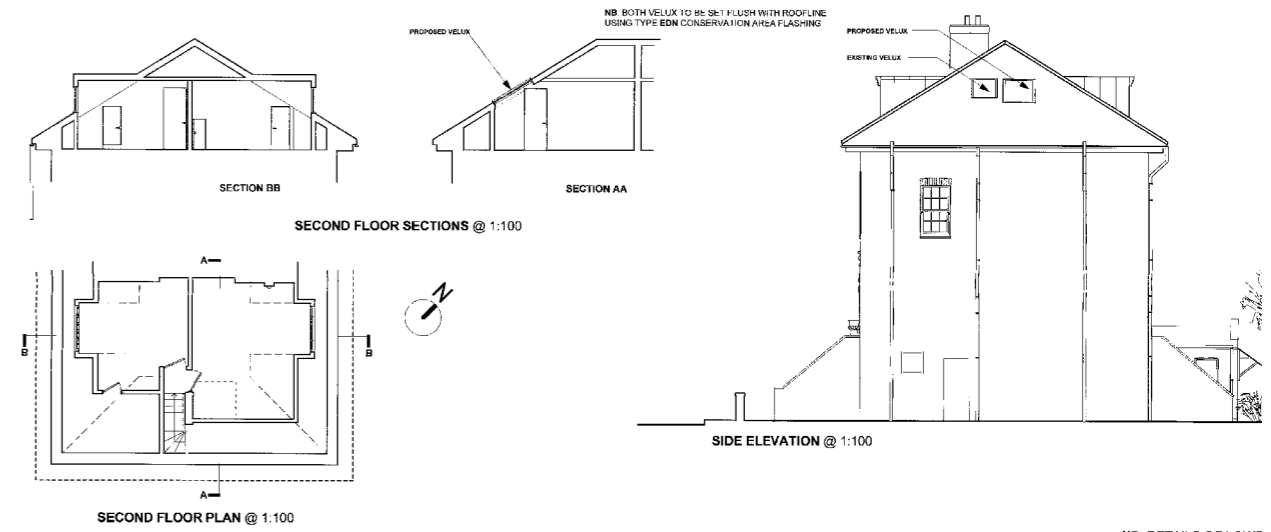 NB. BOTH VELUX TO BE SET FLUSH WITH ROOFLINE
USING TYPE EDN CONSERVATION AREA FLASHING
PROPOSED VELUX
PROPOSED VELUX
EXISTING VELUX
SECTION BB
SECTION AA
SECOND FLOOR SECTIONS @ 1:100
A
N
B
B
A
SIDE ELEVATION @ 1:100
SECOND FLOOR PLAN @ 1:100